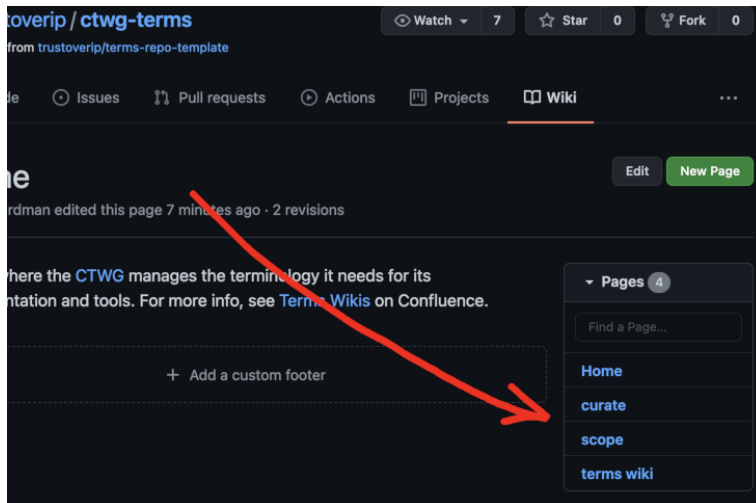 toverip / ctwg-terms
Watch 7
Star 0
Fork 0
from trustoverip/terms-repo-template
de
Issues
Pull requests
Actions
Projects
Wiki
...
ne
Edit
New Page
rdman edited this page 7 minutes ago · 2 revisions
here the CTWG manages the terminology it needs for its
ntation and tools. For more info, see Terms Wikis on Confluence.
+ Add a custom footer
Pages 4
Find a Page...
Home
curate
scope
terms wiki